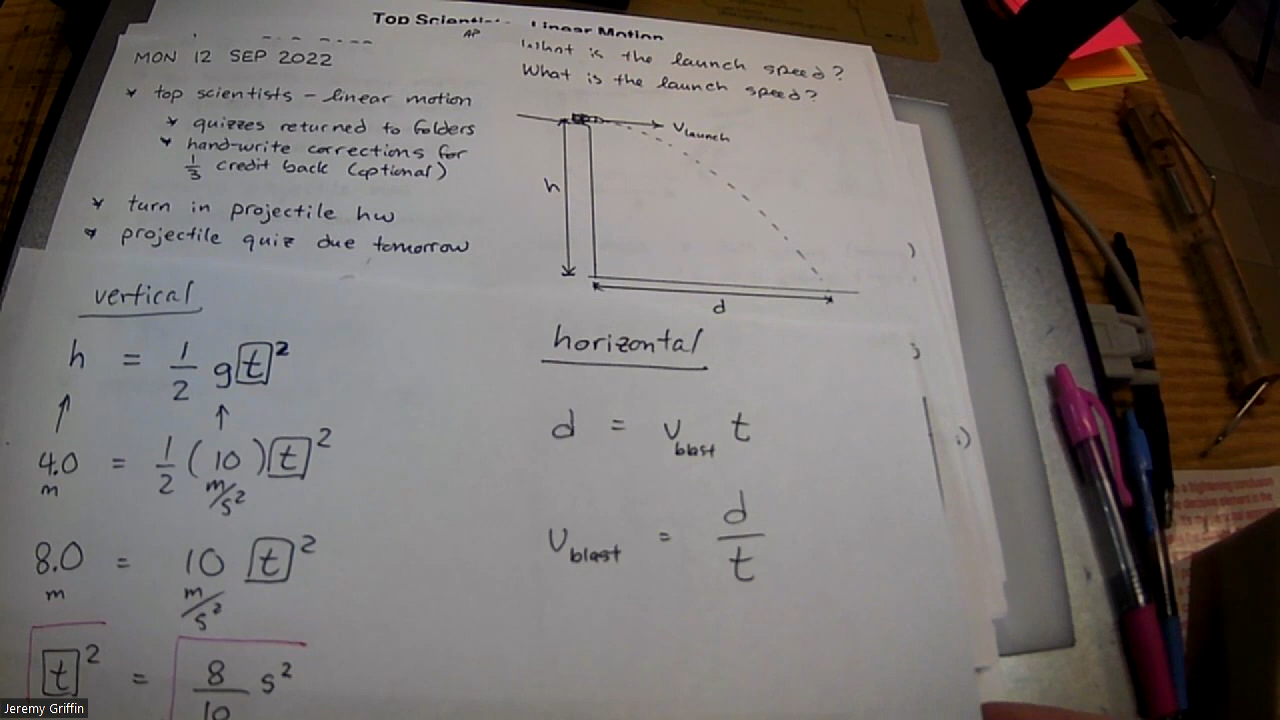 Top Linear Motion
AP
MON 12 SEP 2022
* top scientists - linear motion
* quizzes returned to folders
* hand-write corrections for
1/3 credit back (optional)
* turn in projectile hw
* projectile quiz due tomorrow
What is the launch speed?
What is the launch speed?
Vlaunch
h
d
vertical
h = 1/2 g t²
4.0 = 1/2 (10) t²
m m/s²
8.0 = 10 t²
m m/s²
t² = 8/10 s²
horizontal
d = v blast t
v blast = d/t
Jeremy Griffin